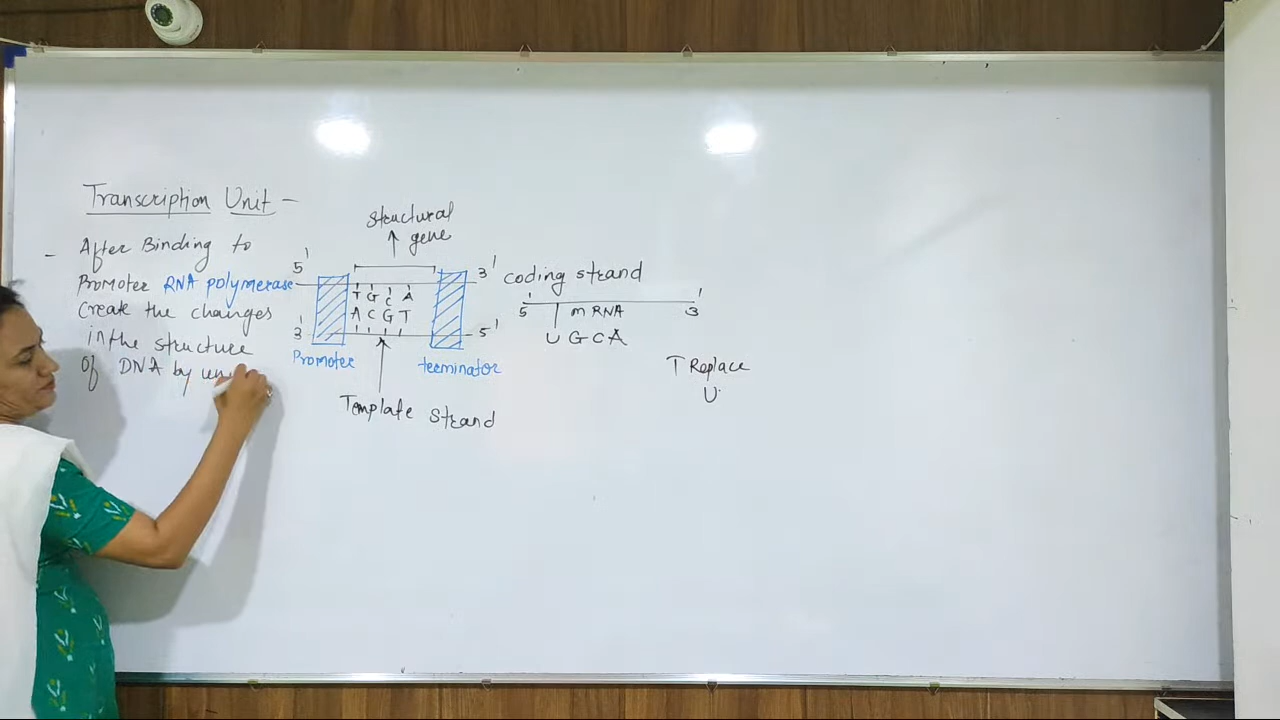 Transcription Unit -
- After Binding to
Promoter RNA polymerase
Create the changes
in the structure
Of DNA by
structural
gene
5' 3' coding strand
T G C A
A C G T
3' 5'
Promoter terminator
Template Strand
5' mRNA 3'
U G C A
T Replace
U